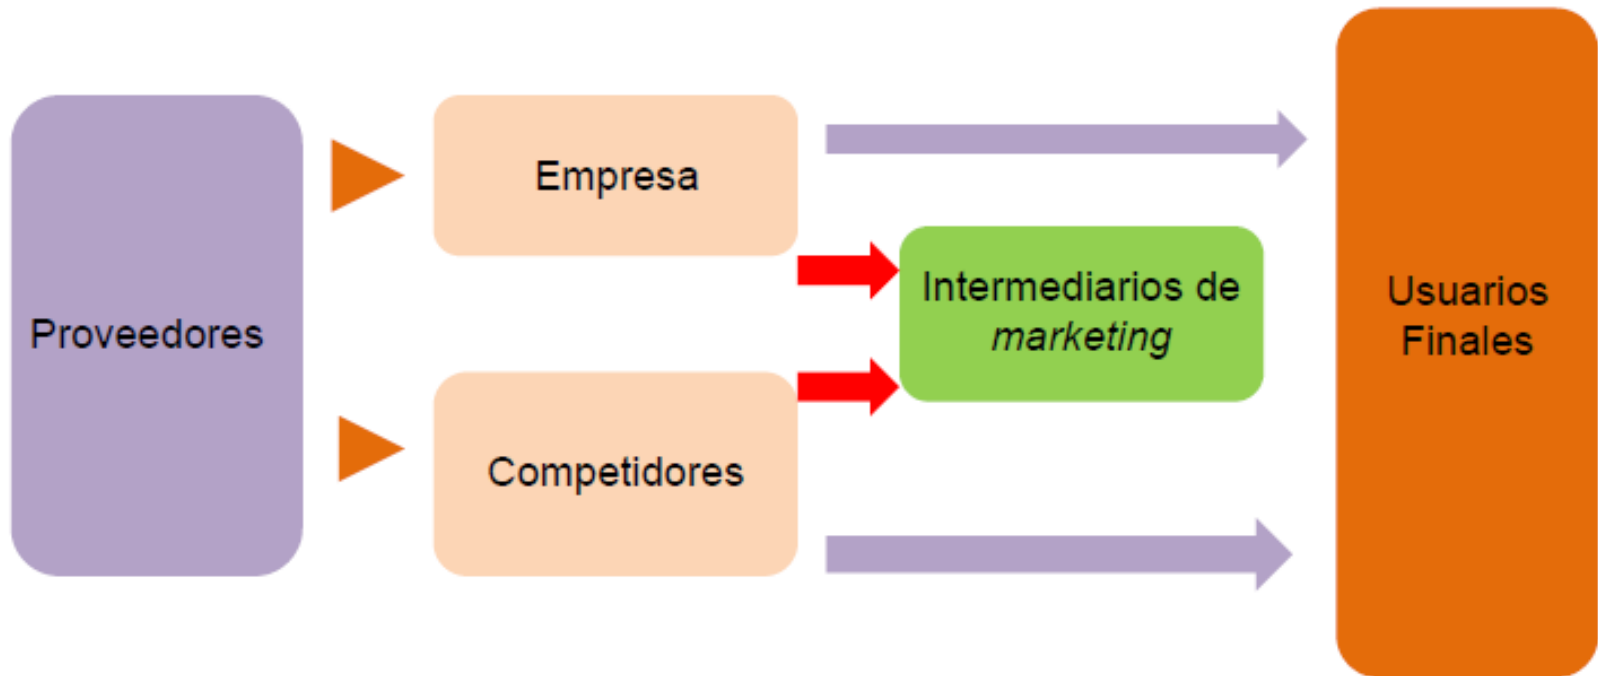 Proveedores
Empresa
Competidores
Intermediarios de
marketing
Usuarios
Finales